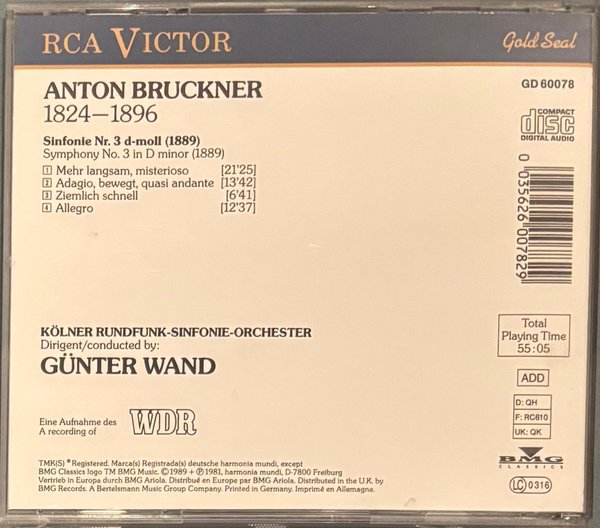 RCA VICTOR
Gold Seal
ANTON BRUCKNER
1824—1896
GD 60078
COMPACT
disc
DIGITAL AUDIO
Sinfonie Nr. 3 d-moll (1889)
Symphony No. 3 in D minor (1889)
1 Mehr langsam, misterioso [21'25]
2 Adagio, bewegt, quasi andante [13'42]
3 Ziemlich schnell [6'41]
4 Allegro [12'37]
0 035626 007829
KÖLNER RUNDFUNK-SINFONIE-ORCHESTER
Dirigent/conducted by:
GÜNTER WAND
Total
Playing Time
55:05
ADD
D: QH
F: RC610
UK: QK
Eine Aufnahme des
A recording of
WDR
BMG
CLASSICS
LC 0316
TMK(S) ® Registered. Marca(s) Registrada(s) deutsche harmonia mundi, except
BMG Classics logo TM BMG Music. © 1989 + ℗ 1981, harmonia mundi, D-7800 Freiburg
Vertrieb in Europa durch BMG Ariola. Distribué en Europe par BMG Ariola. Distributed in the U.K. by
BMG Records. A Bertelsmann Music Group Company. Printed in Germany. Imprimé en Allemagne.